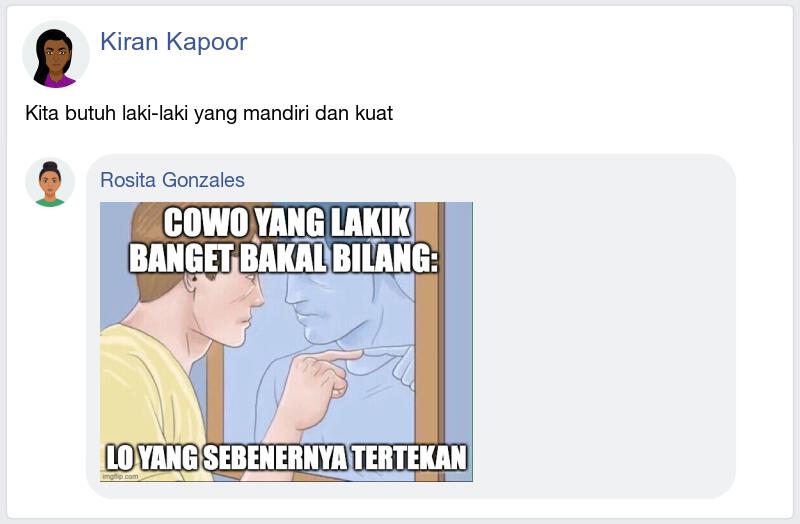 Kiran Kapoor
Kita butuh laki-laki yang mandiri dan kuat
Rosita Gonzales
COWO YANG LAKIK
BANGET BAKAL BILANG:
LO YANG SEBENERNYA TERTEKAN
imgflip.com